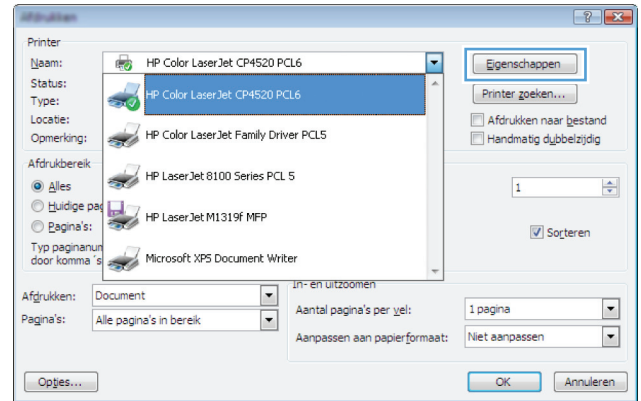 Afdrukken
Printer
Naam: HP Color LaserJet CP4520 PCL6 Eigenschappen
Status: HP Color LaserJet CP4520 PCL6 Printer zoeken...
Type:
Locatie: HP Color LaserJet Family Driver PCL5 Afdrukken naar bestand
Opmerking: Handmatig dubbelzijdig
Afdrukbereik HP LaserJet 8100 Series PCL 5
Alles 1
Huidige pag HP LaserJet M1319f MFP
Pagina's: Sorteren
Typ paginanum
door komma 's Microsoft XPS Document Writer
In- en uitzoomen
Afdrukken: Document Aantal pagina's per vel: 1 pagina
Pagina's: Alle pagina's in bereik Aanpassen aan papierformaat: Niet aanpassen
Opties... OK Annuleren